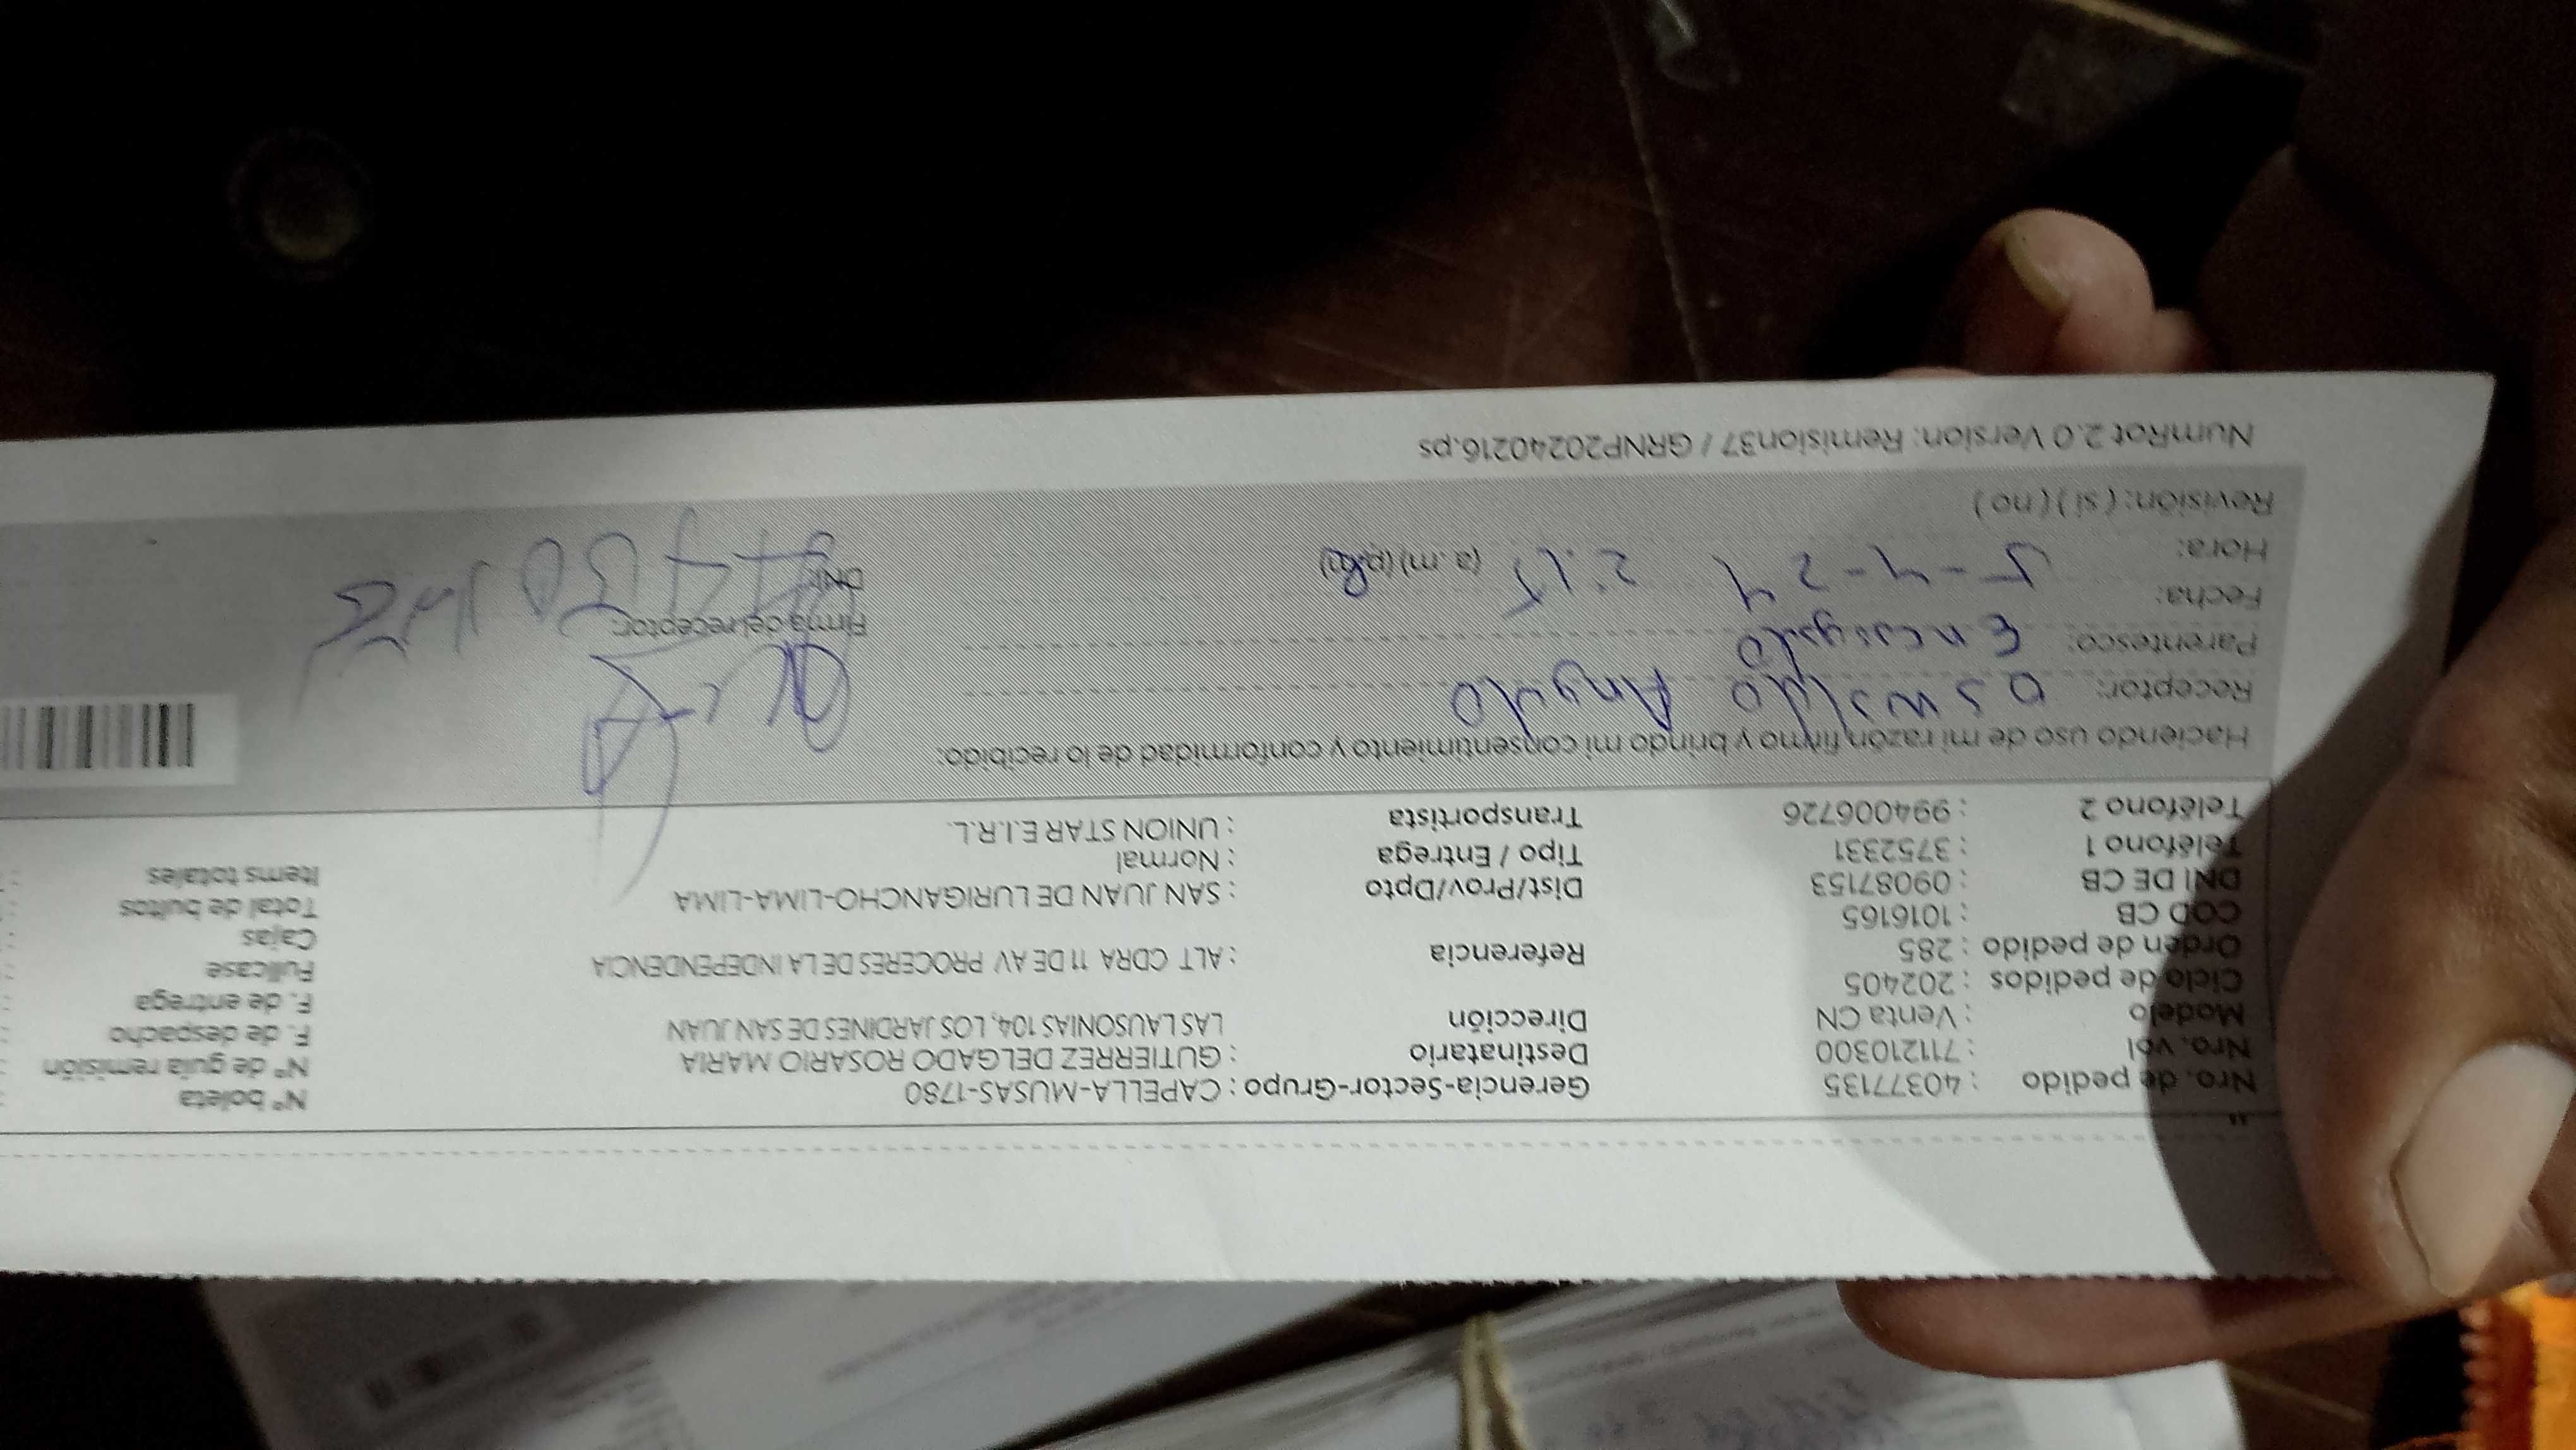 Nro. de pedido : 40377135 Gerencia-Sector-Grupo : CAPELLA-MUSAS-1780 Nº boleta :
Nro. vol : 711210300 Destinatario : GUTIERREZ DELGADO ROSARIO MARIA Nº de guía remisión :
Modelo : Venta CN Dirección LAS LAUSONIAS 104, LOS JARDINES DE SAN JUAN F. de despacho :
Ciclo de pedidos : 202405 F. de entrega :
Orden de pedido : 285 Referencia : ALT CDRA 11 DE AV PROCERES DE LA INDEPENDENCIA Fullcase :
COD CB : 1016165 Cajas :
DNI DE CB : 09087153 Dist/Prov/Dpto : SAN JUAN DE LURIGANCHO-LIMA-LIMA Total de bultos :
Teléfono 1 : 3752331 Tipo / Entrega : Normal Items totales :
Teléfono 2 : 994006726 Transportista : UNION STAR E.I.R.L.
Haciendo uso de mi razón firmo y brindo mi consentimiento y conformidad de lo recibido:
Receptor: Oswaldo Angulo
Parentesco: Encargado Firma del receptor:
Fecha: 5-4-24 DNI:
Hora: 2:15 (a.m)(p.m)
Revisión: (si) (no)
NumRot 2.0 Version: Remision37 / GRNP20240216.ps